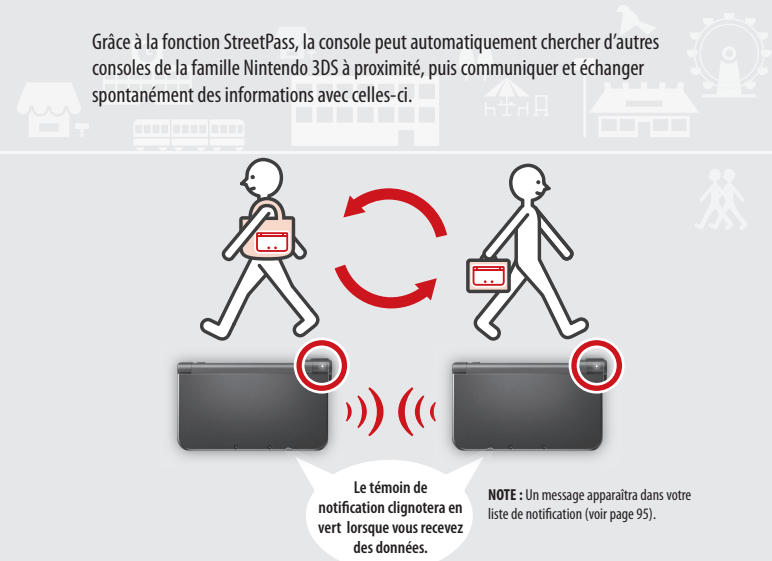 Grâce à la fonction StreetPass, la console peut automatiquement chercher d'autres
consoles de la famille Nintendo 3DS à proximité, puis communiquer et échanger
spontanément des informations avec celles-ci.
Le témoin de
notification clignotera en
vert lorsque vous recevez
des données.
NOTE : Un message apparaîtra dans votre
liste de notification (voir page 95).